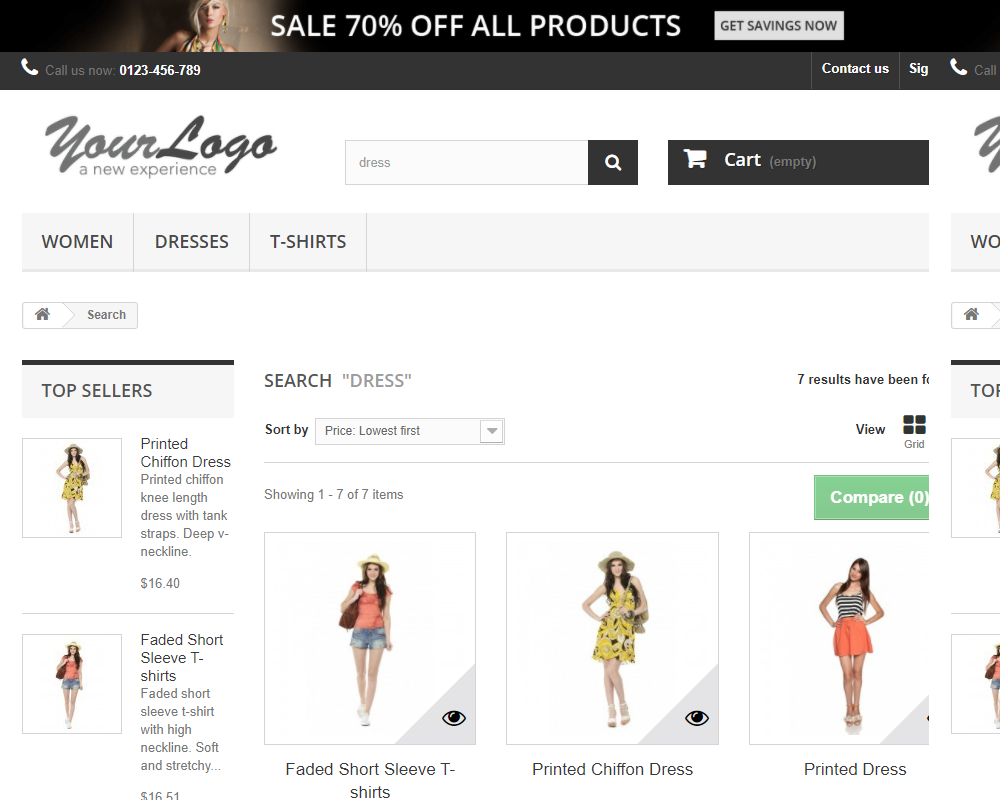 SALE 70% OFF ALL PRODUCTS GET SAVINGS NOW
Call us now: 0123-456-789 Contact us Sig Call
YourLogo
a new experience
dress
Cart (empty)
WOMEN DRESSES T-SHIRTS WO
Search
TOP SELLERS
Printed
Chiffon Dress
Printed chiffon
knee length
dress with tank
straps. Deep v-
neckline.
$16.40
Faded Short
Sleeve T-
shirts
Faded short
sleeve t-shirt
with high
neckline. Soft
and stretchy...
$16.51
SEARCH "DRESS" 7 results have been fo
Sort by Price: Lowest first View Grid
Showing 1 - 7 of 7 items Compare (0)
Faded Short Sleeve T-
shirts
Printed Chiffon Dress
Printed Dress
TOP